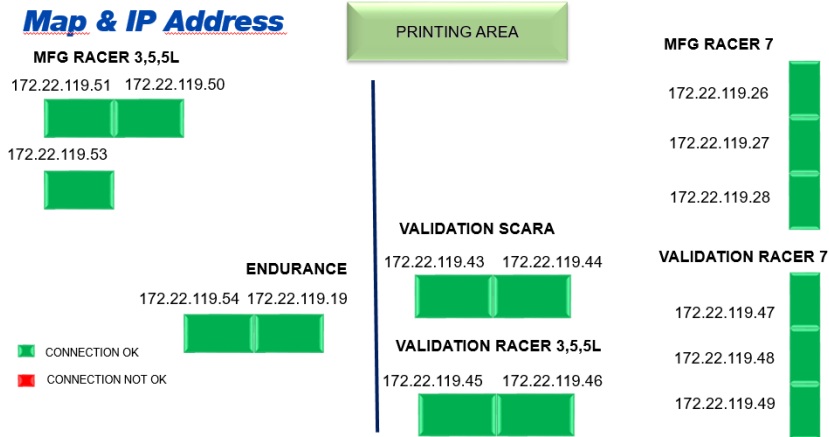 Map & IP Address
PRINTING AREA
MFG RACER 3,5,5L
172.22.119.51 172.22.119.50
172.22.119.53
MFG RACER 7
172.22.119.26
172.22.119.27
172.22.119.28
VALIDATION SCARA
172.22.119.43 172.22.119.44
ENDURANCE
172.22.119.54 172.22.119.19
VALIDATION RACER 7
172.22.119.47
172.22.119.48
172.22.119.49
VALIDATION RACER 3,5,5L
172.22.119.45 172.22.119.46
CONNECTION OK
CONNECTION NOT OK